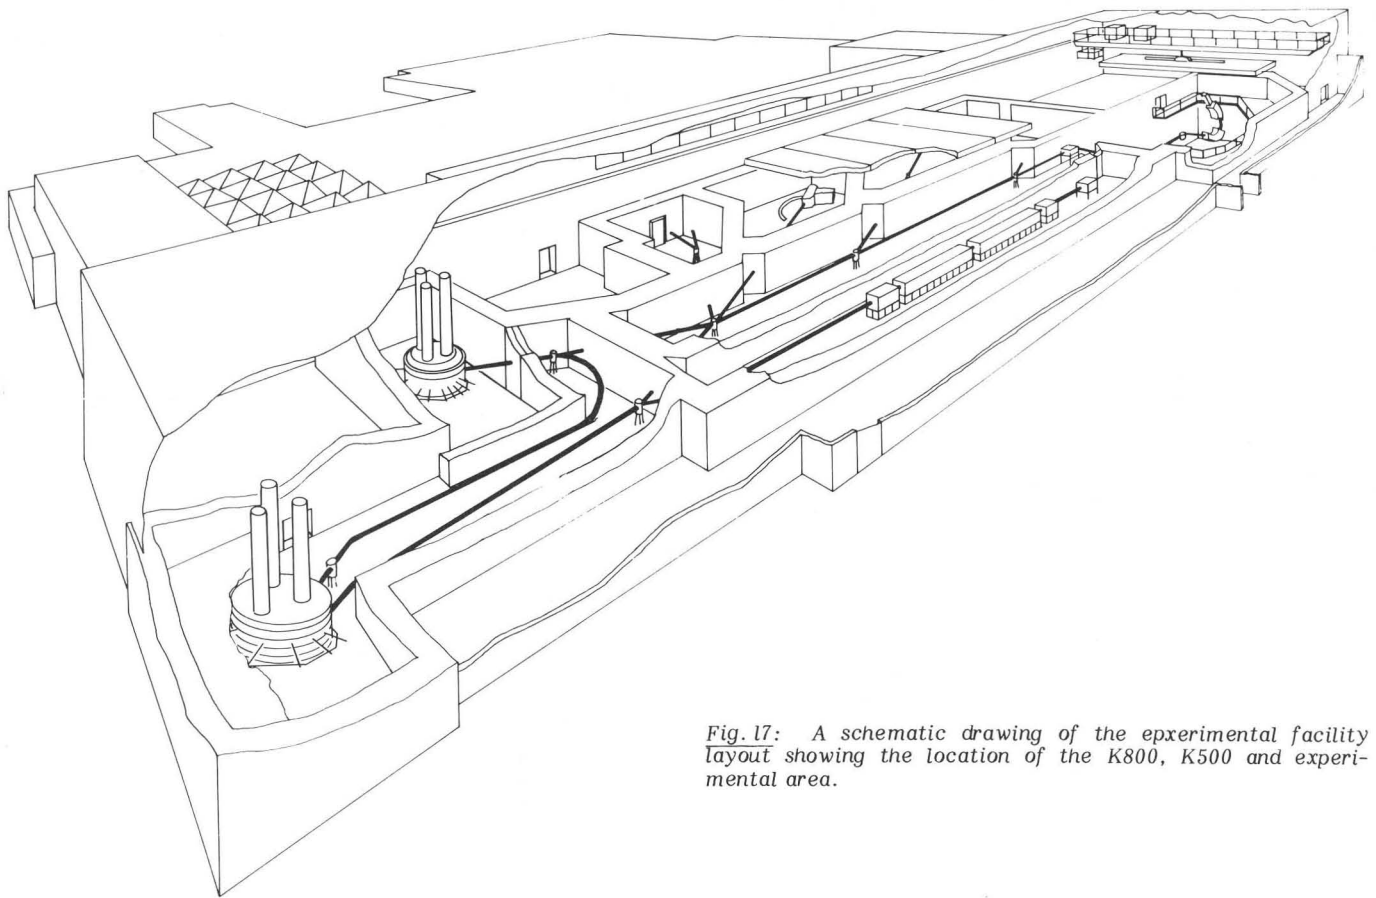 Fig. 17: A schematic drawing of the epxerimental facility
layout showing the location of the K800, K500 and experi-
mental area.